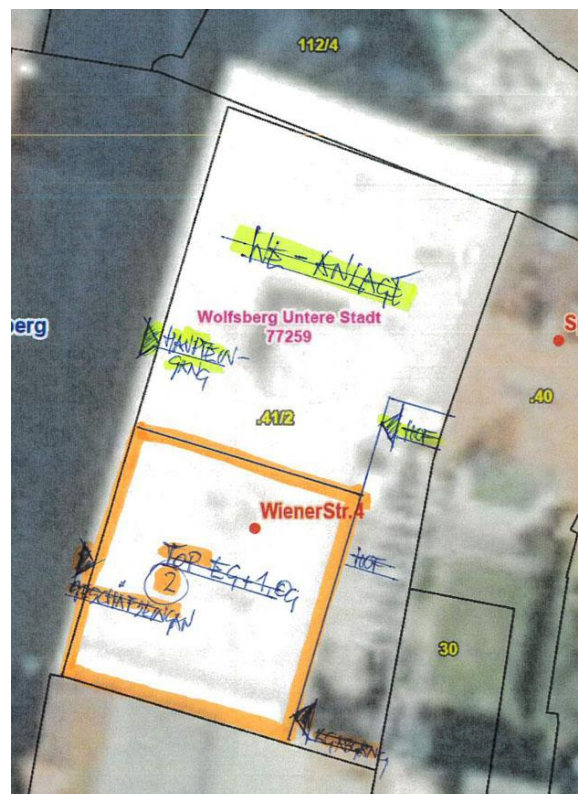 112/4
WE-ANLAGE
Wolfsberg Untere Stadt
77259
erg
S
HAUPTEIN-
GANG
.40
.41/2
HOF
WienerStr.4
TOP EG+1.OG
HOF
2
30